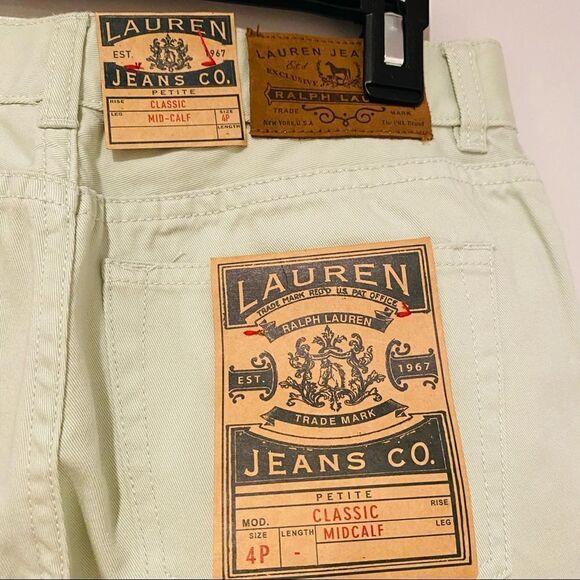 LAUREN
EST. 1967
JEANS CO.
PETITE
RISE CLASSIC
LEG MID-CALF SIZE 4P
LENGTH
LAUREN JEANS
Est'd
EXCLUSIVE
RALPH LAU
TRADE MARK
NEW YORK, U.S.A
LAUREN
TRADE MARK REG'D U.S. PAT OFFICE
RALPH LAUREN
EST. 1967
TRADE MARK
JEANS CO.
PETITE
MOD. CLASSIC RISE
SIZE 4P LENGTH - MIDCALF LEG